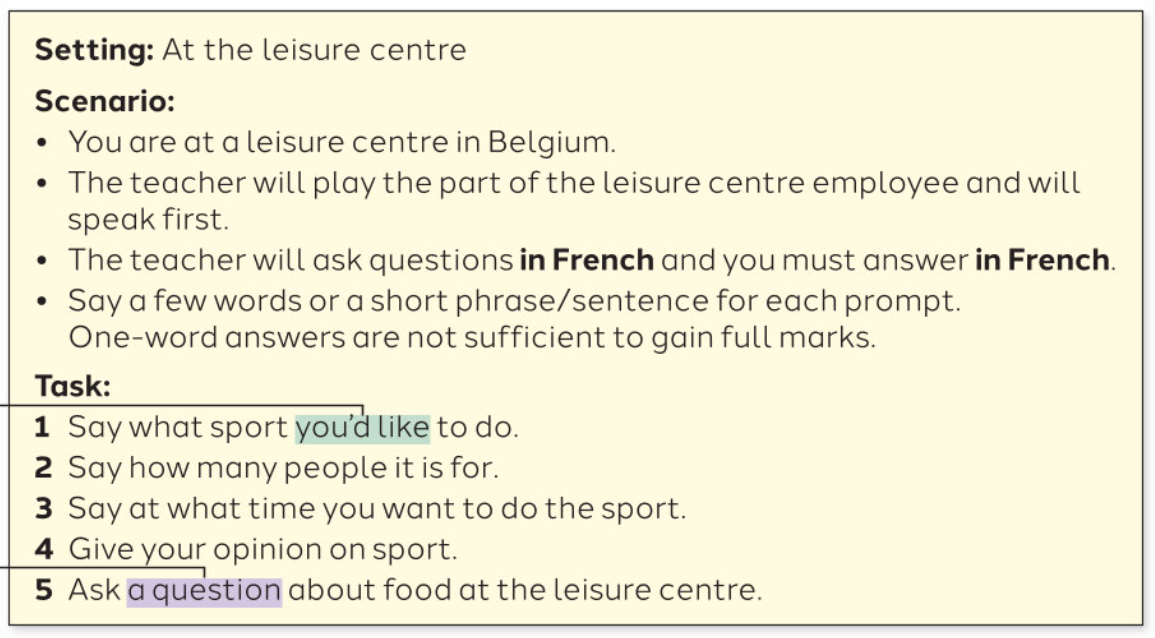 Setting: At the leisure centre
Scenario:
• You are at a leisure centre in Belgium.
• The teacher will play the part of the leisure centre employee and will
speak first.
• The teacher will ask questions in French and you must answer in French.
• Say a few words or a short phrase/sentence for each prompt.
One-word answers are not sufficient to gain full marks.
Task:
1 Say what sport you'd like to do.
2 Say how many people it is for.
3 Say at what time you want to do the sport.
4 Give your opinion on sport.
5 Ask a question about food at the leisure centre.